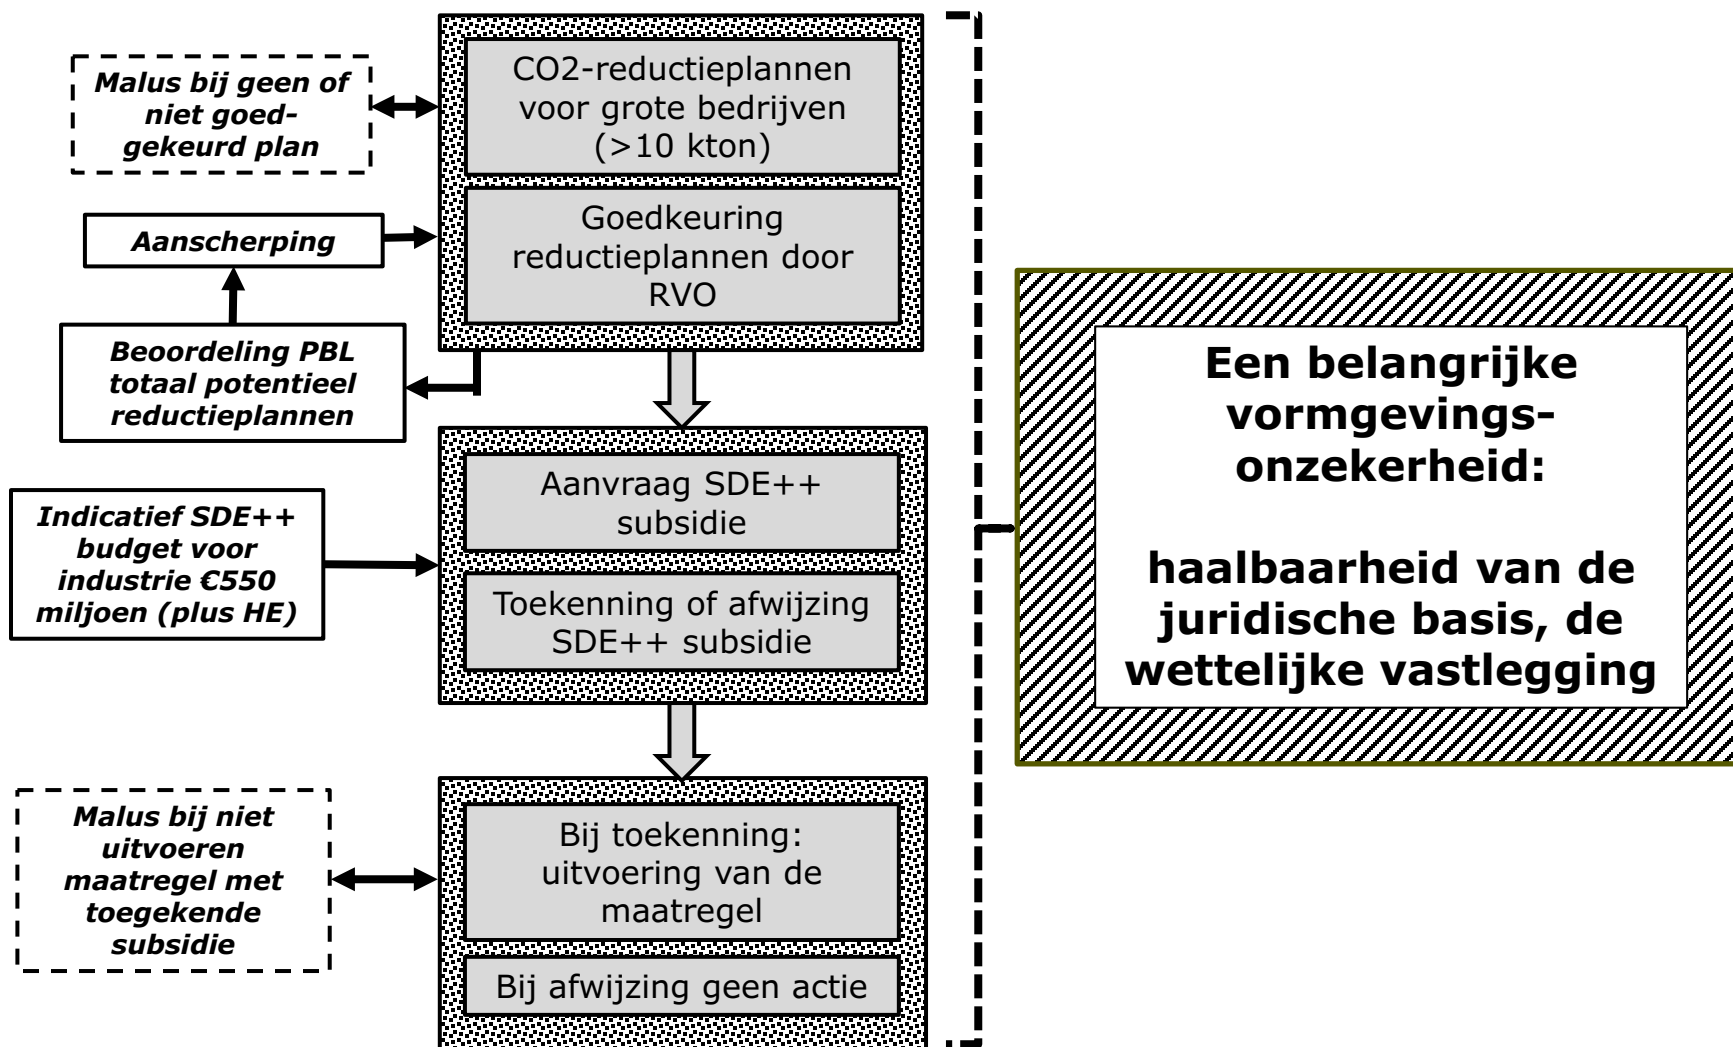 Malus bij geen of
niet goed-
gekeurd plan
CO2-reductieplannen
voor grote bedrijven
(>10 kton)
Aanscherping
Goedkeuring
reductieplannen door
RVO
Beoordeling PBL
totaal potentieel
reductieplannen
Indicatief SDE++
budget voor
industrie €550
miljoen (plus HE)
Aanvraag SDE++
subsidie
Toekenning of afwijzing
SDE++ subsidie
Malus bij niet
uitvoeren
maatregel met
toegekende
subsidie
Bij toekenning:
uitvoering van de
maatregel
Bij afwijzing geen actie
Een belangrijke
vormgevings-
onzekerheid:
haalbaarheid van de
juridische basis, de
wettelijke vastlegging